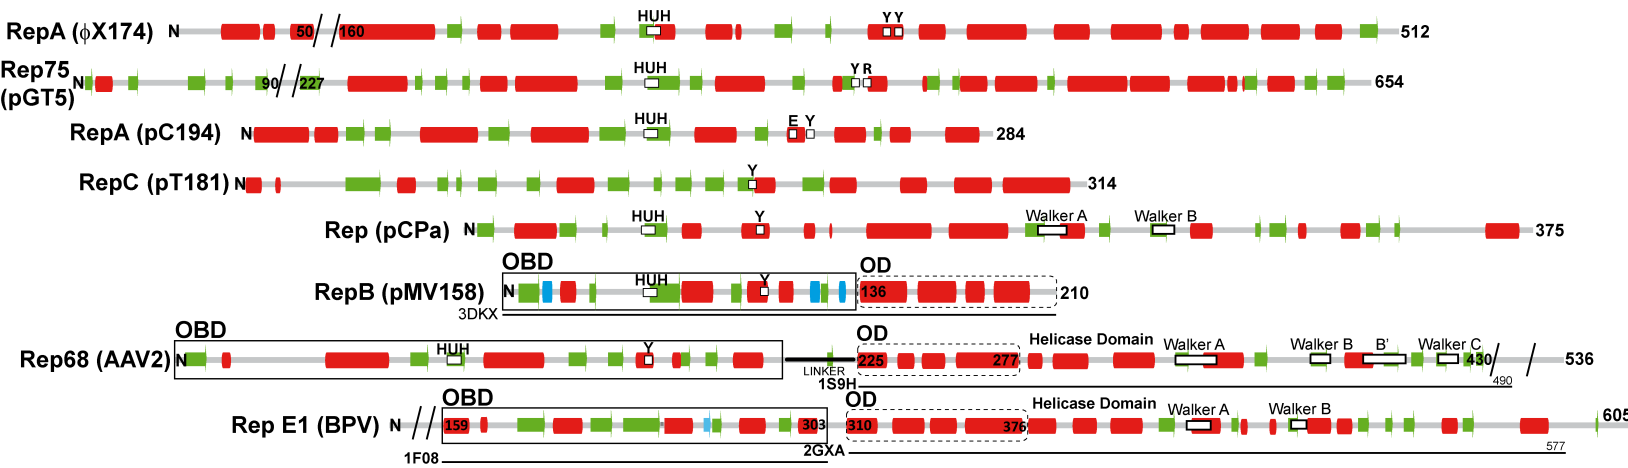 RepA (ϕX174) N 50 160 HUH Y Y 512
Rep75 (pGT5) N 90 227 HUH Y R 654
RepA (pC194) N HUH E Y 284
RepC (pT181) N Y 314
Rep (pCPa) N HUH Y Walker A Walker B 375
OBD OD
RepB (pMV158) N HUH Y 136 210
3DKX
OBD OD Helicase Domain
Rep68 (AAV2) N HUH Y 225 277 Walker A Walker B B' Walker C 430 536
LINKER
1S9H 490
OBD OD Helicase Domain
Rep E1 (BPV) N 159 303 310 376 Walker A Walker B 605
1F08 2GXA 577